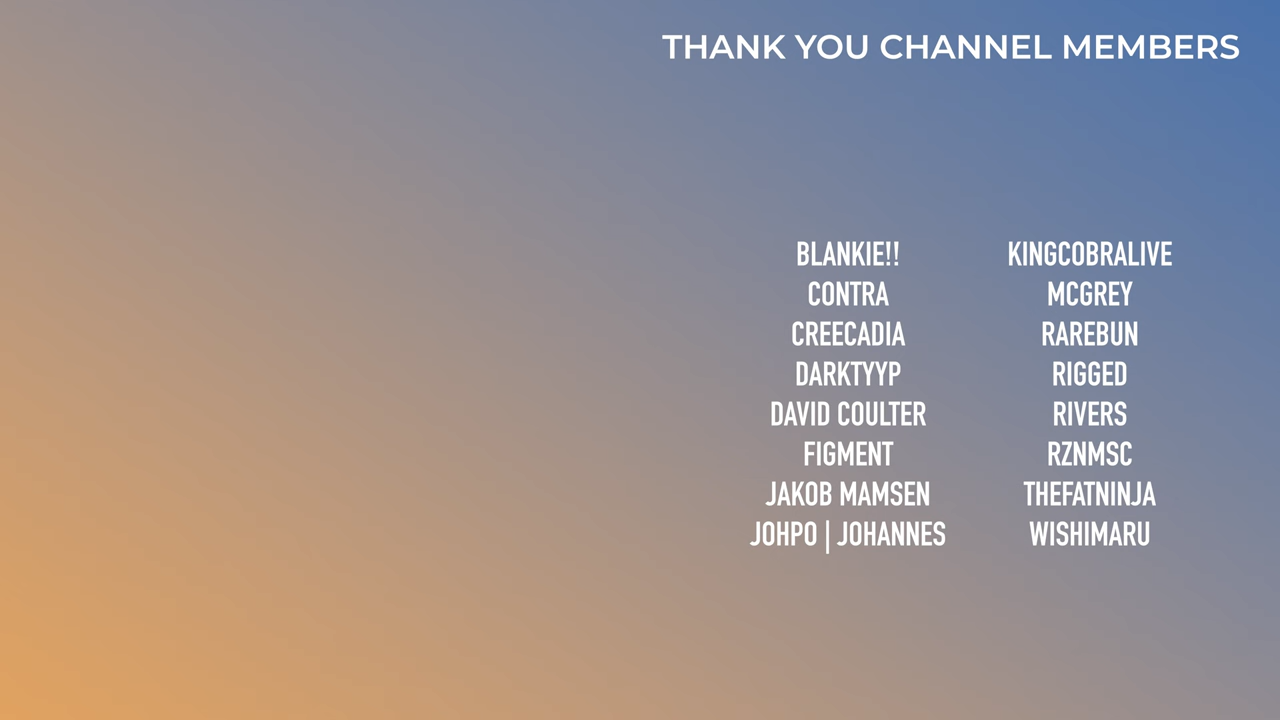 THANK YOU CHANNEL MEMBERS
BLANKIE!!
CONTRA
CREECADIA
DARKTYYP
DAVID COULTER
FIGMENT
JAKOB MAMSEN
JOHPO | JOHANNES
KINGCOBRALIVE
MCGREY
RAREBUN
RIGGED
RIVERS
RZNMSC
THEFATNINJA
WISHIMARU